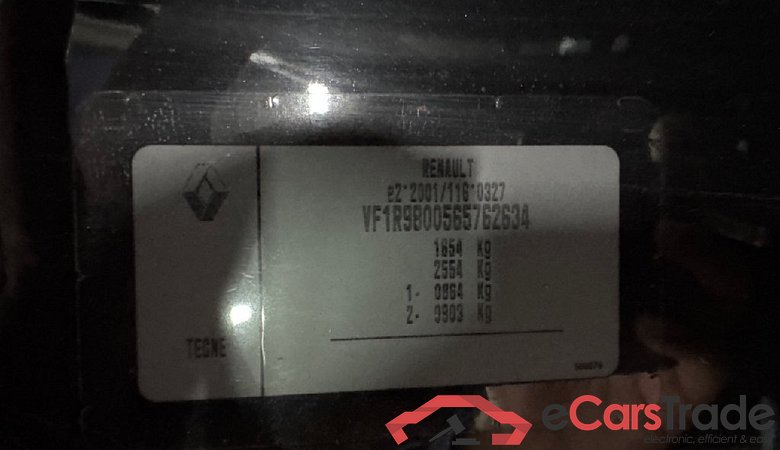 RENAULT
e2*2001/116*0327
VF1R9800565762634
1654 Kg
2554 Kg
1- 0864 Kg
2- 0903 Kg
TEGNE
eCarsTrade
electronic, efficient & easy